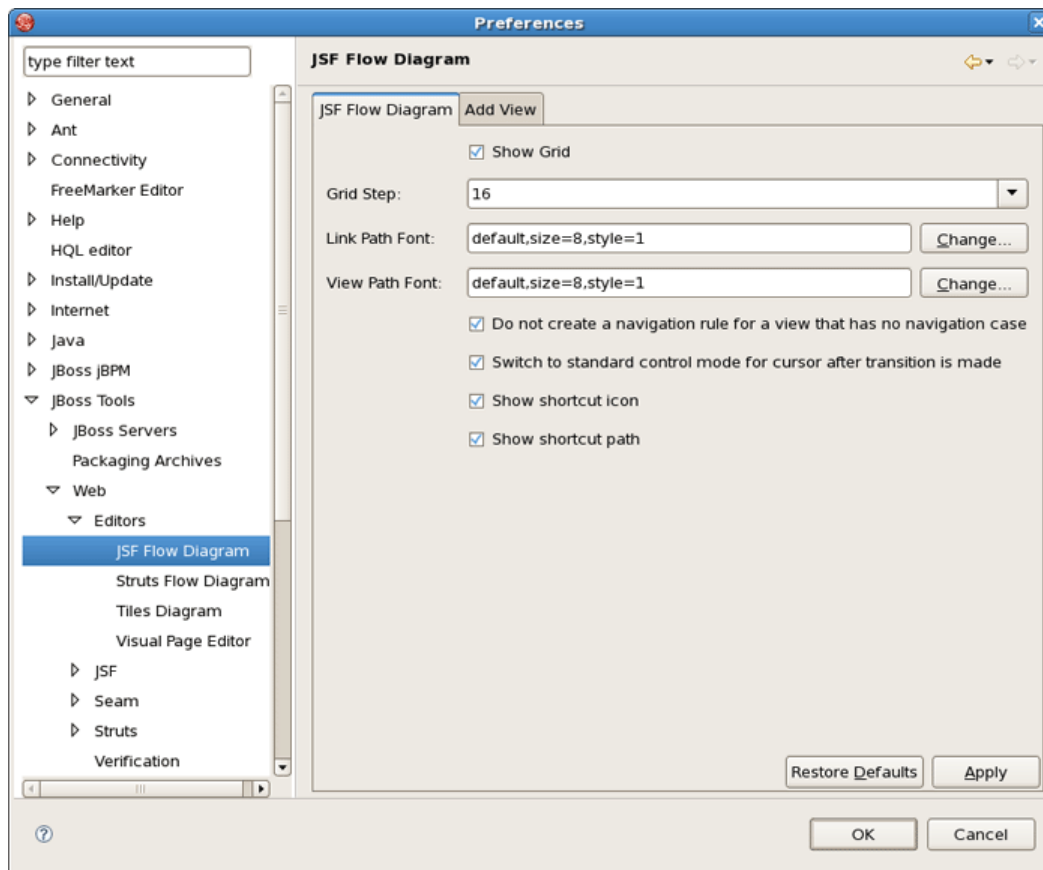 Preferences
type filter text
General
Ant
Connectivity
FreeMarker Editor
Help
HQL editor
Install/Update
Internet
Java
JBoss jBPM
JBoss Tools
JBoss Servers
Packaging Archives
Web
Editors
JSF Flow Diagram
Struts Flow Diagram
Tiles Diagram
Visual Page Editor
JSF
Seam
Struts
Verification
JSF Flow Diagram
JSF Flow Diagram Add View
Show Grid
Grid Step: 16
Link Path Font: default,size=8,style=1 Change...
View Path Font: default,size=8,style=1 Change...
Do not create a navigation rule for a view that has no navigation case
Switch to standard control mode for cursor after transition is made
Show shortcut icon
Show shortcut path
Restore Defaults Apply
? OK Cancel